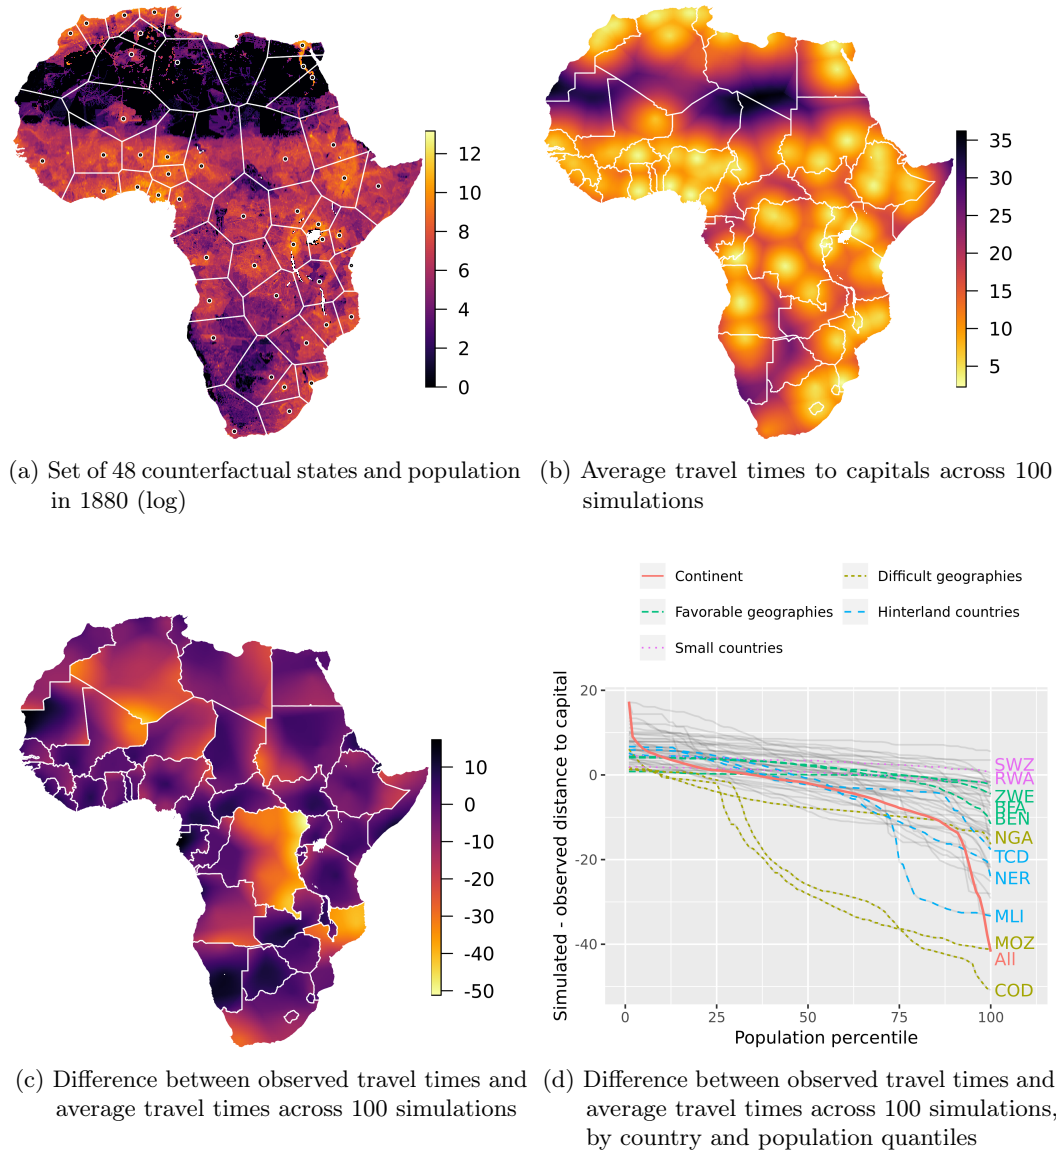 12
10
8
6
4
2
0
35
30
25
20
15
10
5
(a) Set of 48 counterfactual states and population
in 1880 (log)
(b) Average travel times to capitals across 100
simulations
10
0
-10
-20
-30
-40
-50
(c) Difference between observed travel times and
average travel times across 100 simulations
Continent
Difficult geographies
Favorable geographies
Hinterland countries
Small countries
Simulated - observed distance to capital
20
0
-20
-40
SWZ
RWA
ZWE
BFA
BEN
NGA
TCD
NER
MLI
MOZ
All
COD
0 25 50 75 100
Population percentile
(d) Difference between observed travel times and
average travel times across 100 simulations,
by country and population quantiles